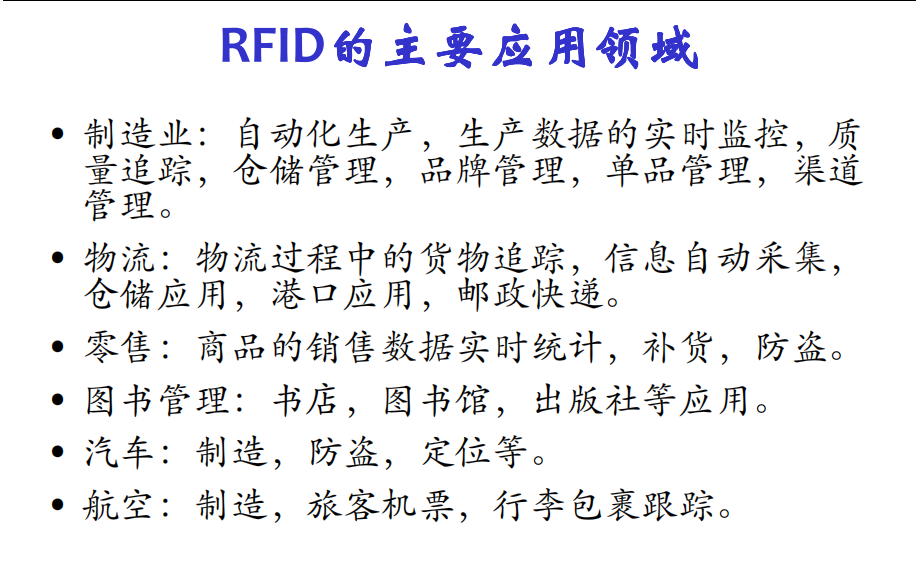 RFID的主要应用领域
• 制造业：自动化生产，生产数据的实时监控，质
量追踪，仓储管理，品牌管理，单品管理，渠道
管理。
• 物流：物流过程中的货物追踪，信息自动采集，
仓储应用，港口应用，邮政快递。
• 零售：商品的销售数据实时统计，补货，防盗。
• 图书管理：书店，图书馆，出版社等应用。
• 汽车：制造，防盗，定位等。
• 航空：制造，旅客机票，行李包裹跟踪。